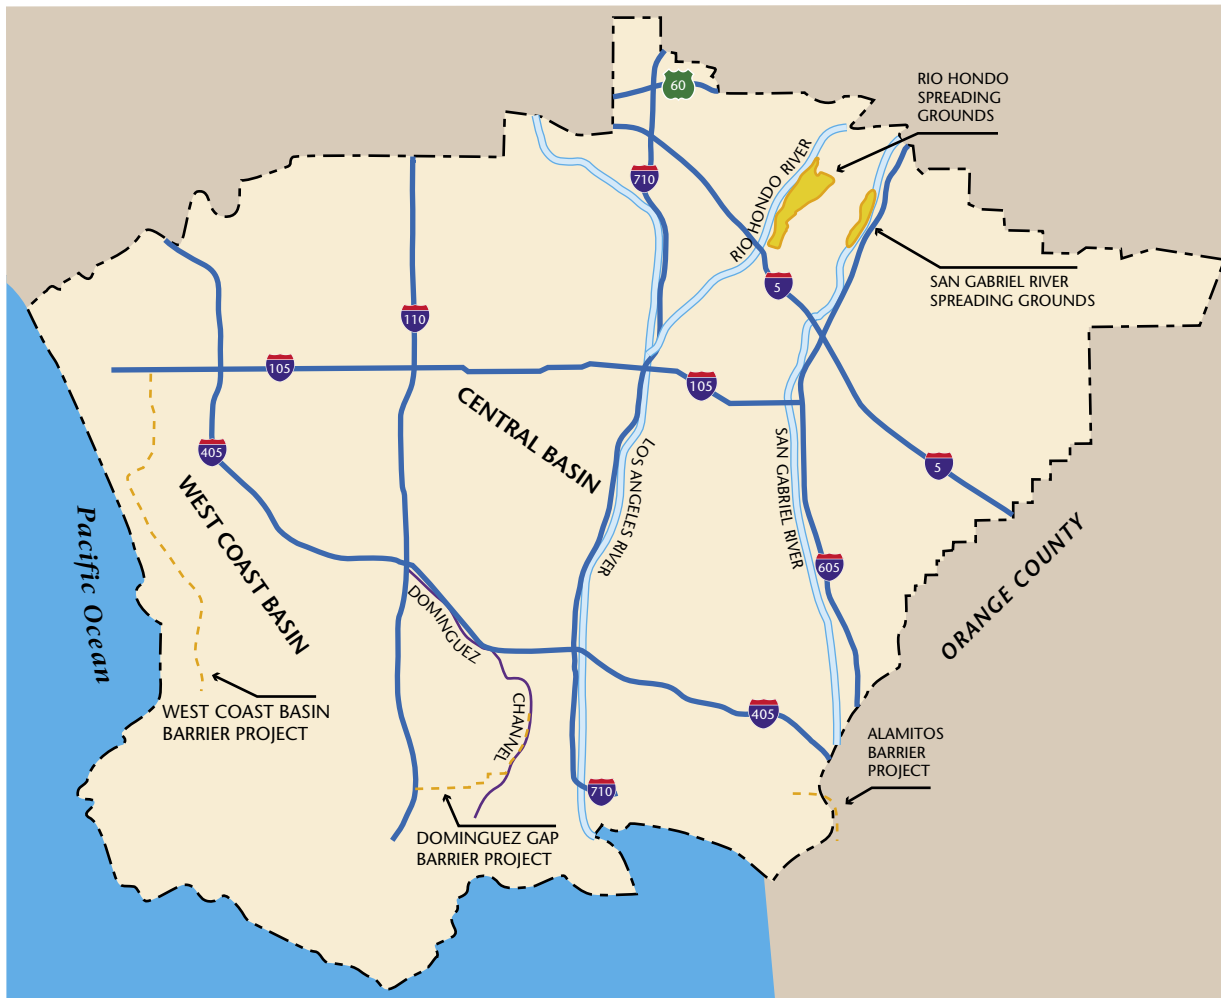 RIO HONDO
SPREADING
GROUNDS
60
710
RIO HONDO RIVER
SAN GABRIEL RIVER
SPREADING GROUNDS
5
110
105
105
CENTRAL BASIN
405
LOS ANGELES RIVER
SAN GABRIEL RIVER
5
WEST COAST BASIN
Pacific Ocean
605
ORANGE COUNTY
DOMINGUEZ
CHANNEL
WEST COAST BASIN
BARRIER PROJECT
405
ALAMITOS
BARRIER
PROJECT
710
DOMINGUEZ GAP
BARRIER PROJECT